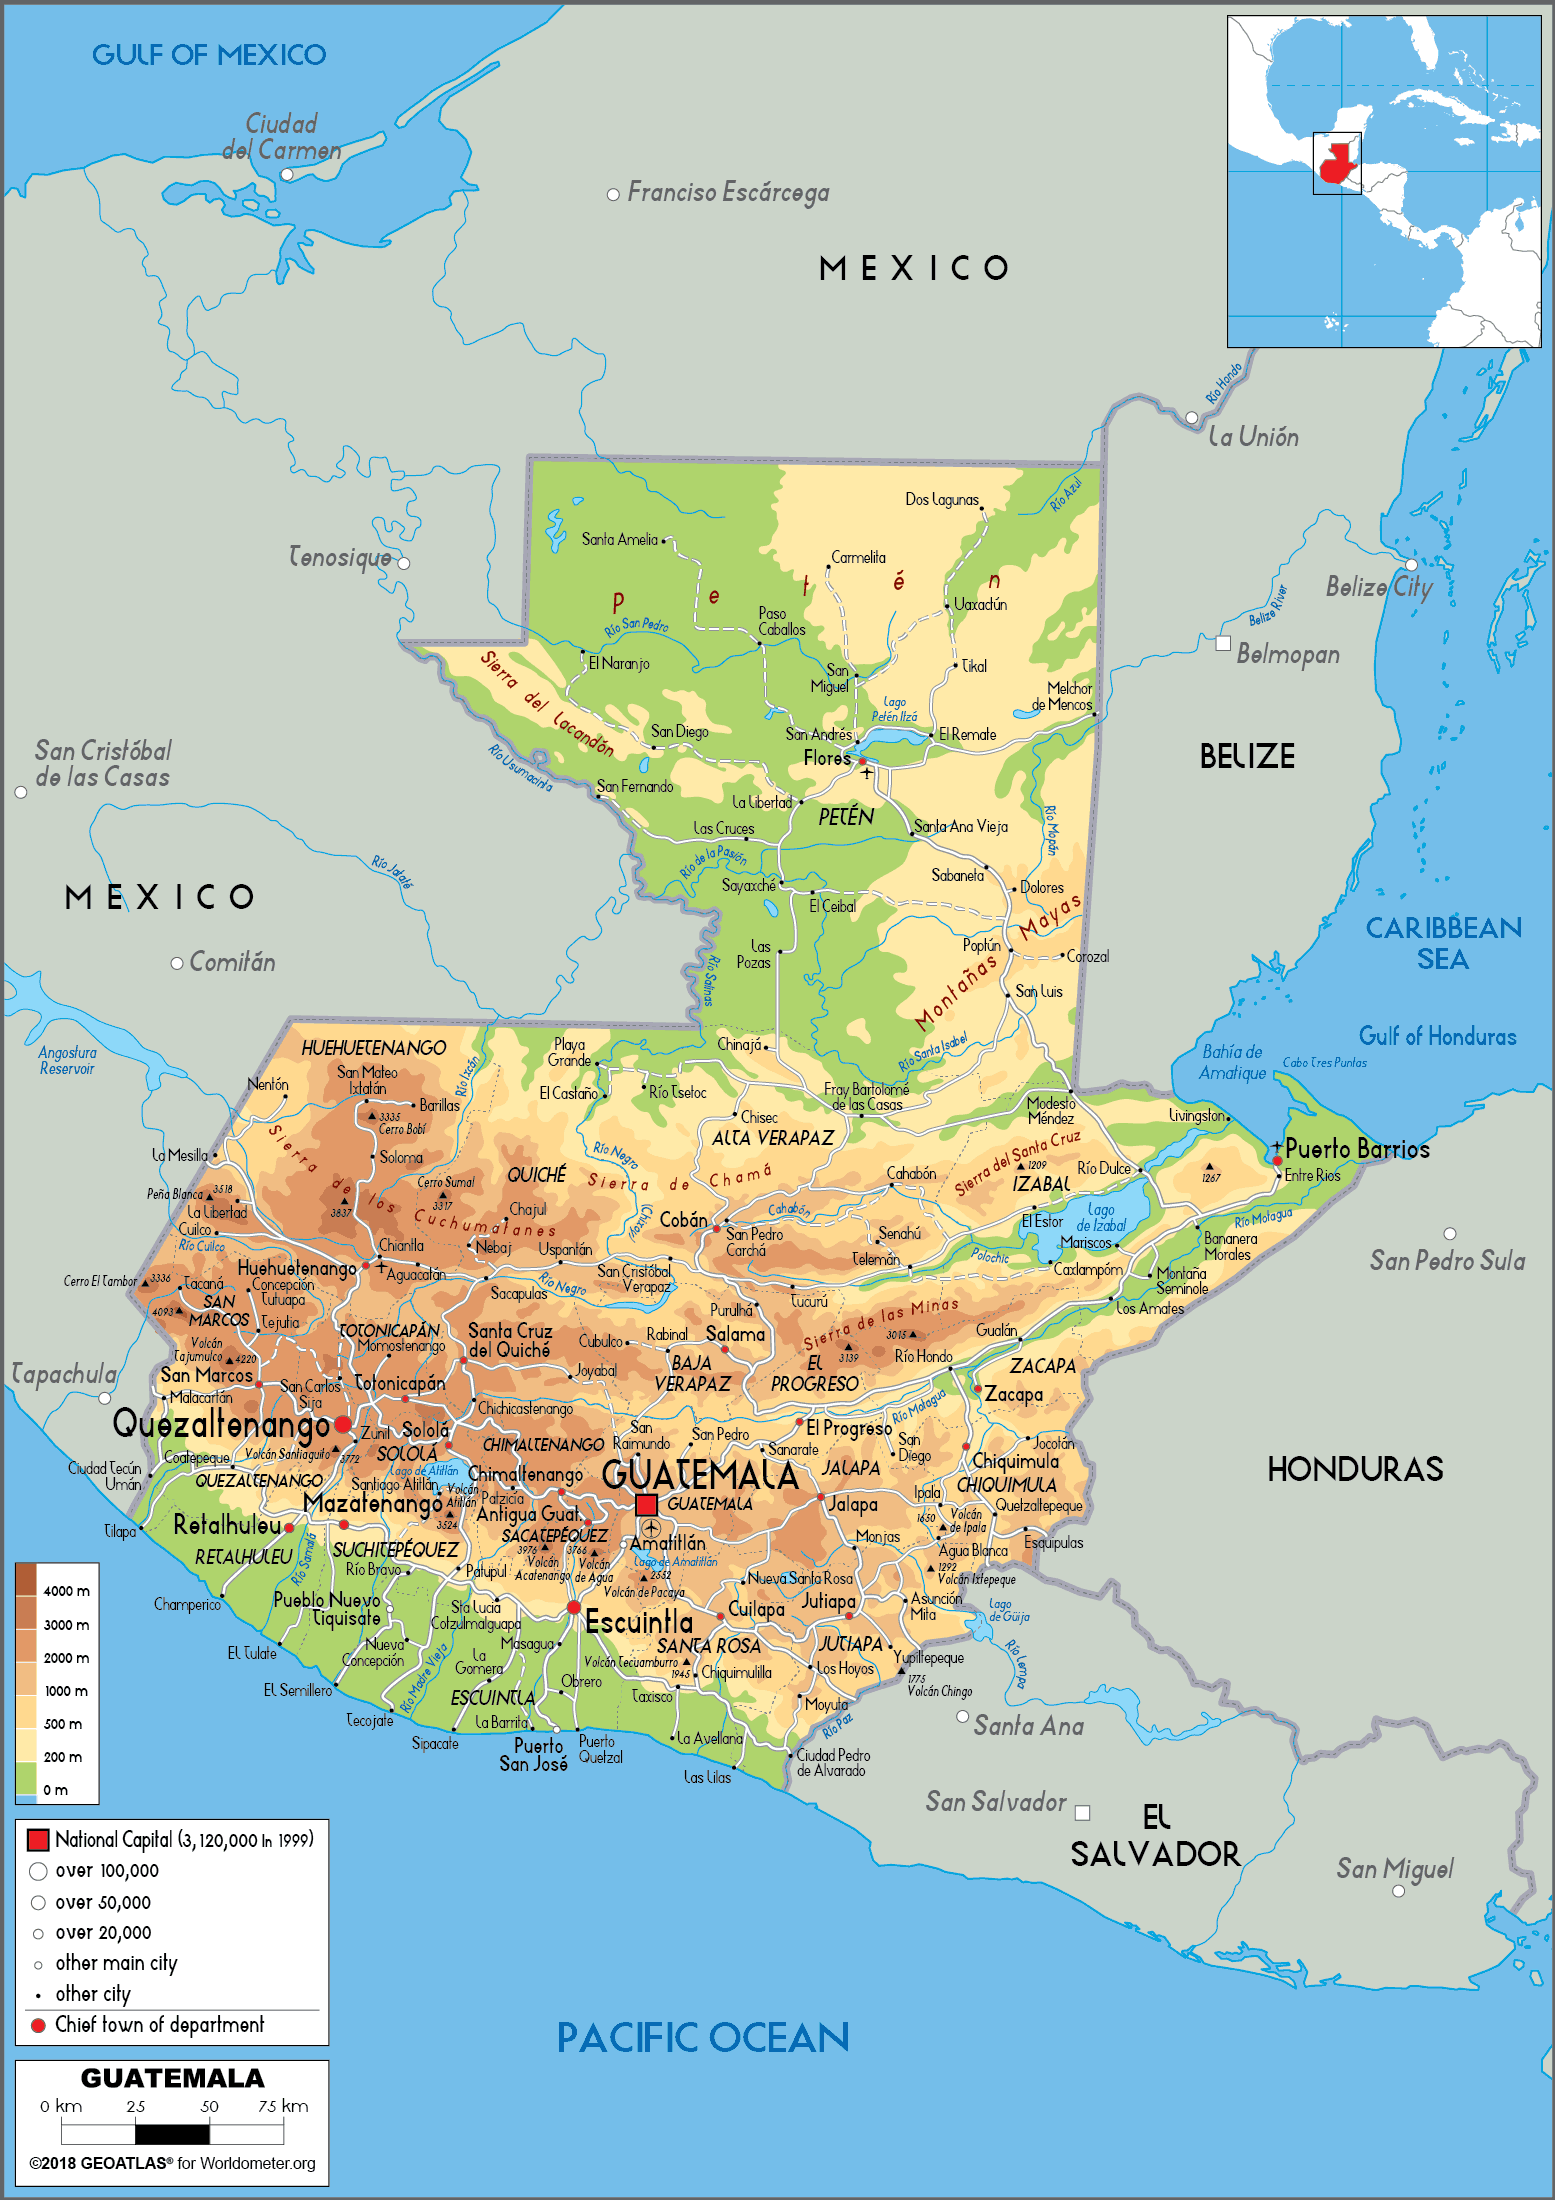 GULF OF MEXICO
Ciudad
del Carmen
Franciso Escárcega
MEXICO
Río Hondo
La Unión
Tenosique
Dos Lagunas
Río Azul
Santa Amelia
Carmelita
Petén
Uaxactún
Paso
Caballos
Río San Pedro
El Naranjo
San
Miguel
Tikal
Sierra del Lacandón
Melchor
de Mencos
Lago
Petén Itzá
San Diego
San Andrés
El Remate
Flores
Río Usumacinta
San Fernando
La Libertad
PETÉN
Santa Ana Vieja
Las Cruces
Río Mopán
Río de la Pasión
Sabaneta
Sayaxché
Dolores
El Ceibal
Montañas Mayas
Las
Pozas
Poptún
Corozal
Río Salinas
San Luis
Belize City
Belize River
Belmopan
BELIZE
CARIBBEAN
SEA
Gulf of Honduras
Bahía de
Amatique
Cabo Tres Puntas
San Cristóbal
de las Casas
Río Jataté
MEXICO
Comitán
Angostura
Reservoir
HUEHUETENANGO
San Mateo
Ixtatán
Nentón
Barillas
3335
Cerro Bobí
Río Ixcán
Playa
Grande
Chinajá
Río Santa Isabel
El Castaño
Río Tsetoc
Fray Bartolomé
de las Casas
Modesto
Méndez
Livingston
Chisec
ALTA VERAPAZ
La Mesilla
Sierra de los Cuchumatanes
Soloma
Río Negro
QUICHÉ
Sierra de Chamá
Cahabón
Sierra del Santa Cruz
1209
IZABAL
Río Dulce
1267
Puerto Barrios
Entre Rios
Peña Blanca
3518
La Libertad
Cerro Sumal
3317
3837
Chajul
Cuilco
Río Cuilco
Chixoy
Cobán
San Pedro
Carchá
Cahabón
El Estor
Lago
de Izabal
Río Motagua
Mariscos
Bananera
Morales
Chiantla
Nebaj
Uspantán
Senahú
Telemán
Polochic
Huehuetenango
Aguacatán
San Cristóbal
Verapaz
Caxlampóm
Montaña
Seminole
Cerro El Tambor
3336
Tacaná
Concepción
Tutuapa
Sacapulas
Río Negro
Purulhá
Tucurú
Los Amates
4093
SAN
MARCOS
Tejutla
TOTONICAPÁN
Momostenango
Santa Cruz
del Quiché
Cubulco
Rabinal
Salama
Sierra de las Minas
3015
3139
Gualán
Volcán
Tajumulco
4220
San Marcos
San Carlos
Sija
Totonicapán
Joyabal
BAJA
VERAPAZ
EL
PROGRESO
Río Hondo
ZACAPA
Tapachula
Malacartán
Chichicastenango
Zacapa
Río Motagua
Quezaltenango
Zunil
Sololá
San
Raimundo
San Pedro
El Progreso
San
Diego
Jocotán
Coatepeque
Volcán Santiaguito
3772
SOLOLÁ
CHIMALTENANGO
Sanarate
Chiquimula
Ciudad Tecún
Umán
QUEZALTENANGO
Lago de Atitlán
Chimaltenango
GUATEMALA
JALAPA
CHIQUIMULA
Santiago Atitlán
Volcán
Atitlán
3524
Patzicía
GUATEMALA
Jalapa
Ipala
Quetzaltepeque
Mazatenango
Antigua Guat.
1650
Volcán
de Ipala
Tilapa
Retalhuleu
SACATEPÉQUEZ
Amatitlán
Monjas
Esquipulas
RETALHULEU
Río Samalá
SUCHITEPÉQUEZ
3976
Volcán
Acatenango
3766
Volcán
de Agua
Lago de Amatitlán
2552
Volcán de Pacaya
Agua Blanca
1292
Volcán Ixtepeque
Río Bravo
Patupul
Nueva Santa Rosa
Champerico
Pueblo Nuevo
Tiquisate
Sta Lucia
Cotzulmalguapa
Escuintla
Cuilapa
Jutiapa
Asunción
Mita
Lago
de Güija
El Tulate
Nueva
Concepción
Masagua
SANTA ROSA
JUTIAPA
Yupiltepeque
Río Lempa
La
Gomera
Volcán Tecuamburro
1945
Chiquimulilla
Los Hoyos
1775
Volcán Chingo
El Semillero
Río Madre Vieja
ESCUINTLA
Obrero
Taxisco
Moyuta
Tecojate
Río Paz
Sipacate
La Barrita
Puerto
San José
Puerto
Quetzal
La Avellana
Las Lilas
Ciudad Pedro
de Alvarado
San Pedro Sula
HONDURAS
Santa Ana
San Salvador
EL
SALVADOR
San Miguel
PACIFIC OCEAN
4000 m
3000 m
2000 m
1000 m
500 m
200 m
0 m
National Capital (3,120,000 In 1999)
over 100,000
over 50,000
over 20,000
other main city
other city
Chief town of department
GUATEMALA
0 km 25 50 75 km
©2018 GEOATLAS® for Worldometer.org